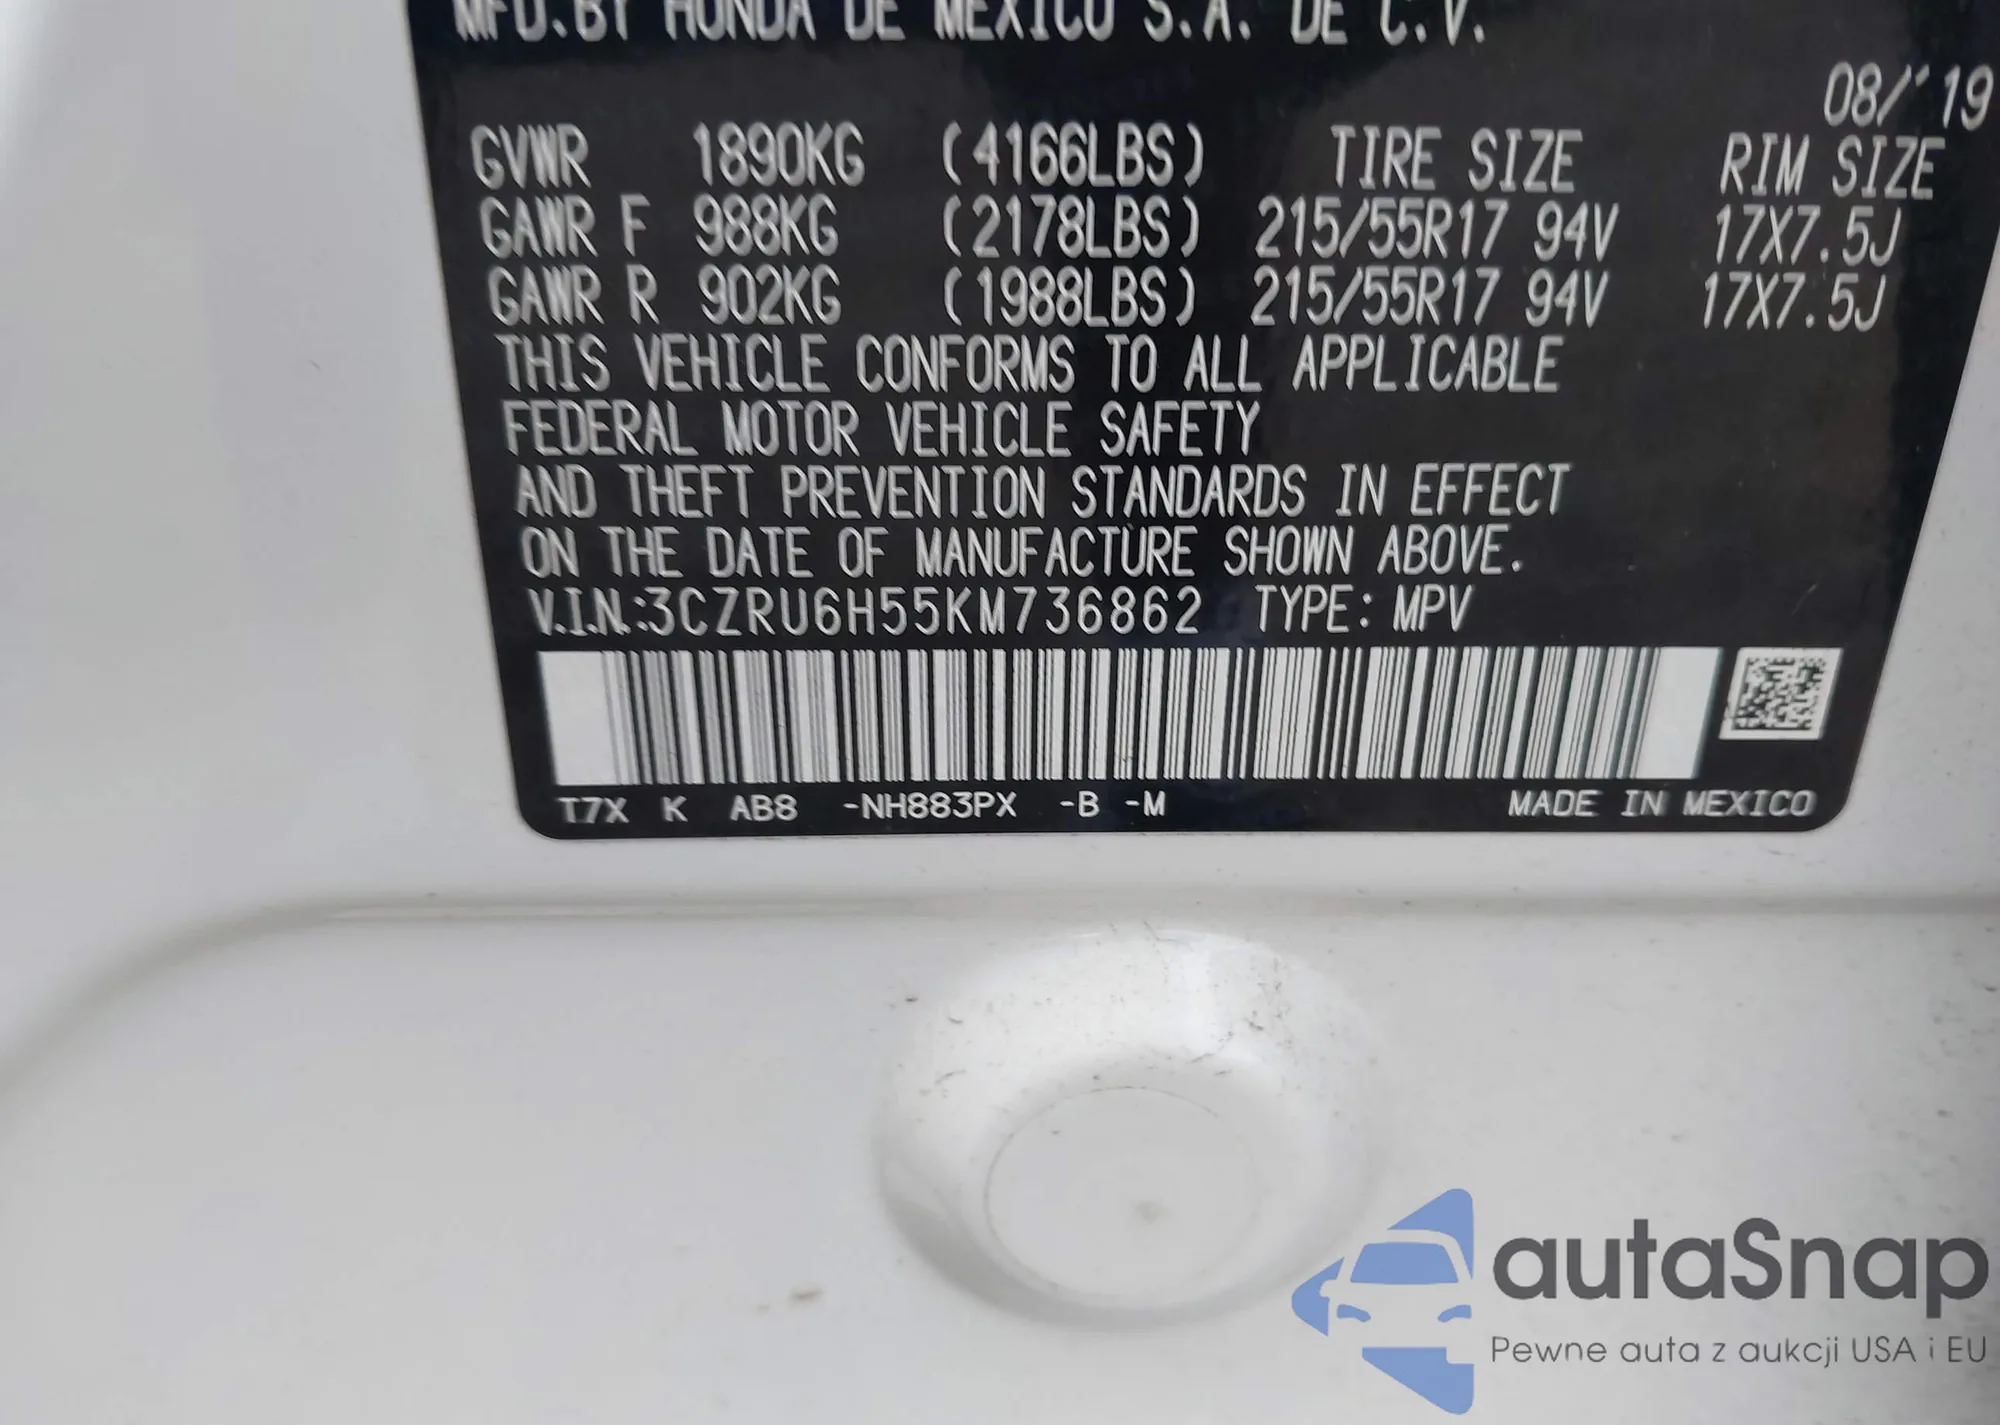 MFD.BY HONDA DE MEXICO S.A. DE C.V.
08/'19
GVWR 1890KG (4166LBS) TIRE SIZE RIM SIZE
GAWR F 988KG (2178LBS) 215/55R17 94V 17X7.5J
GAWR R 902KG (1988LBS) 215/55R17 94V 17X7.5J
THIS VEHICLE CONFORMS TO ALL APPLICABLE
FEDERAL MOTOR VEHICLE SAFETY
AND THEFT PREVENTION STANDARDS IN EFFECT
ON THE DATE OF MANUFACTURE SHOWN ABOVE.
V.I.N.:3CZRU6H55KM736862 TYPE: MPV
T7X K AB8 -NH883PX -B -M MADE IN MEXICO
autaSnap
Pewne auta z aukcji USA i EU